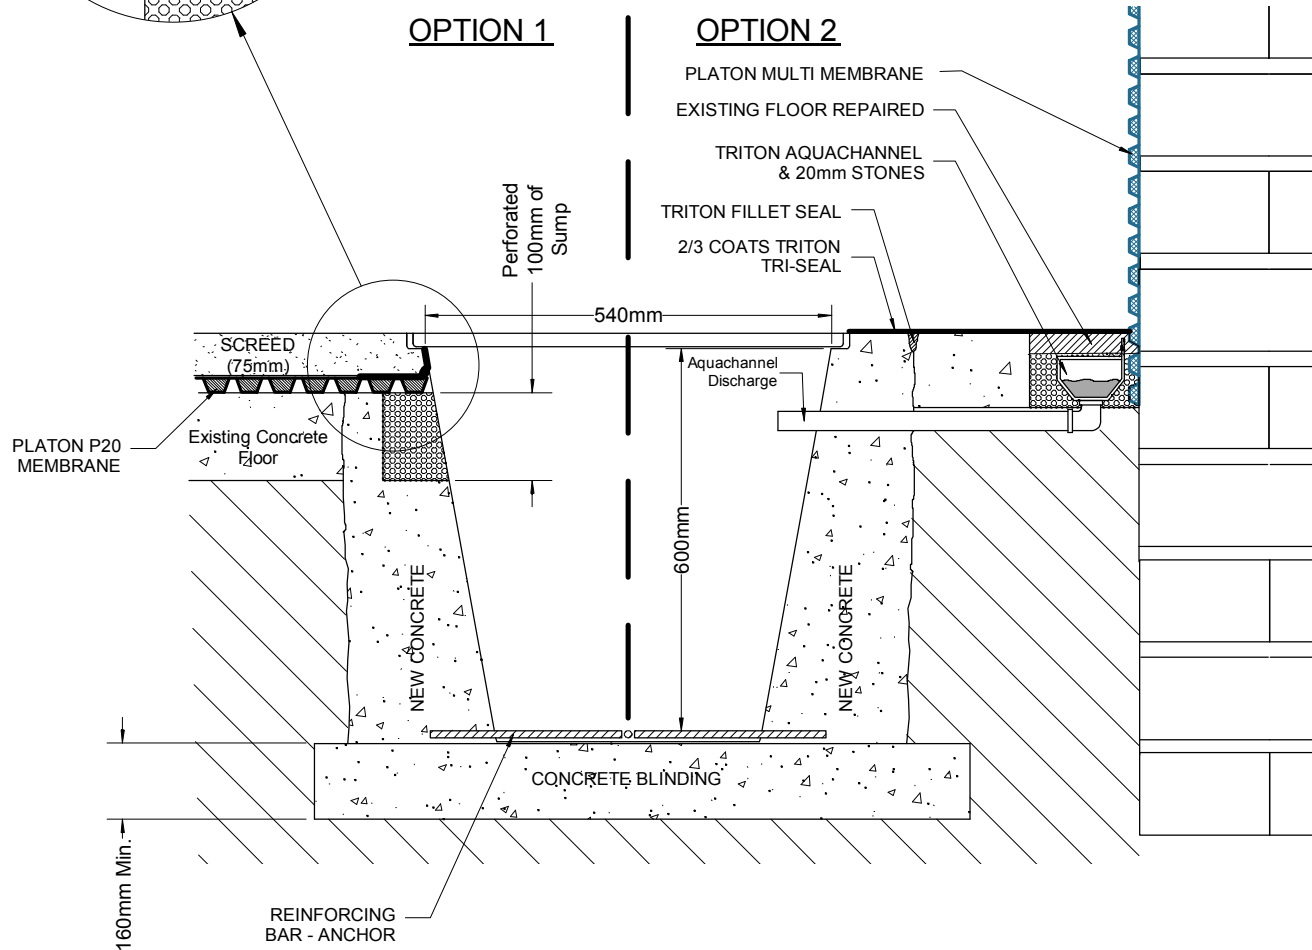 OPTION 1
OPTION 2
PLATON MULTI MEMBRANE
EXISTING FLOOR REPAIRED
TRITON AQUACHANNEL
& 20mm STONES
TRITON FILLET SEAL
2/3 COATS TRITON
TRI-SEAL
Perforated
100mm of
Sump
540mm
SCREED
(75mm)
Aquachannel
Discharge
PLATON P20
MEMBRANE
Existing Concrete
Floor
600mm
NEW CONCRETE
NEW CONCRETE
CONCRETE BLINDING
160mm Min.
REINFORCING
BAR - ANCHOR